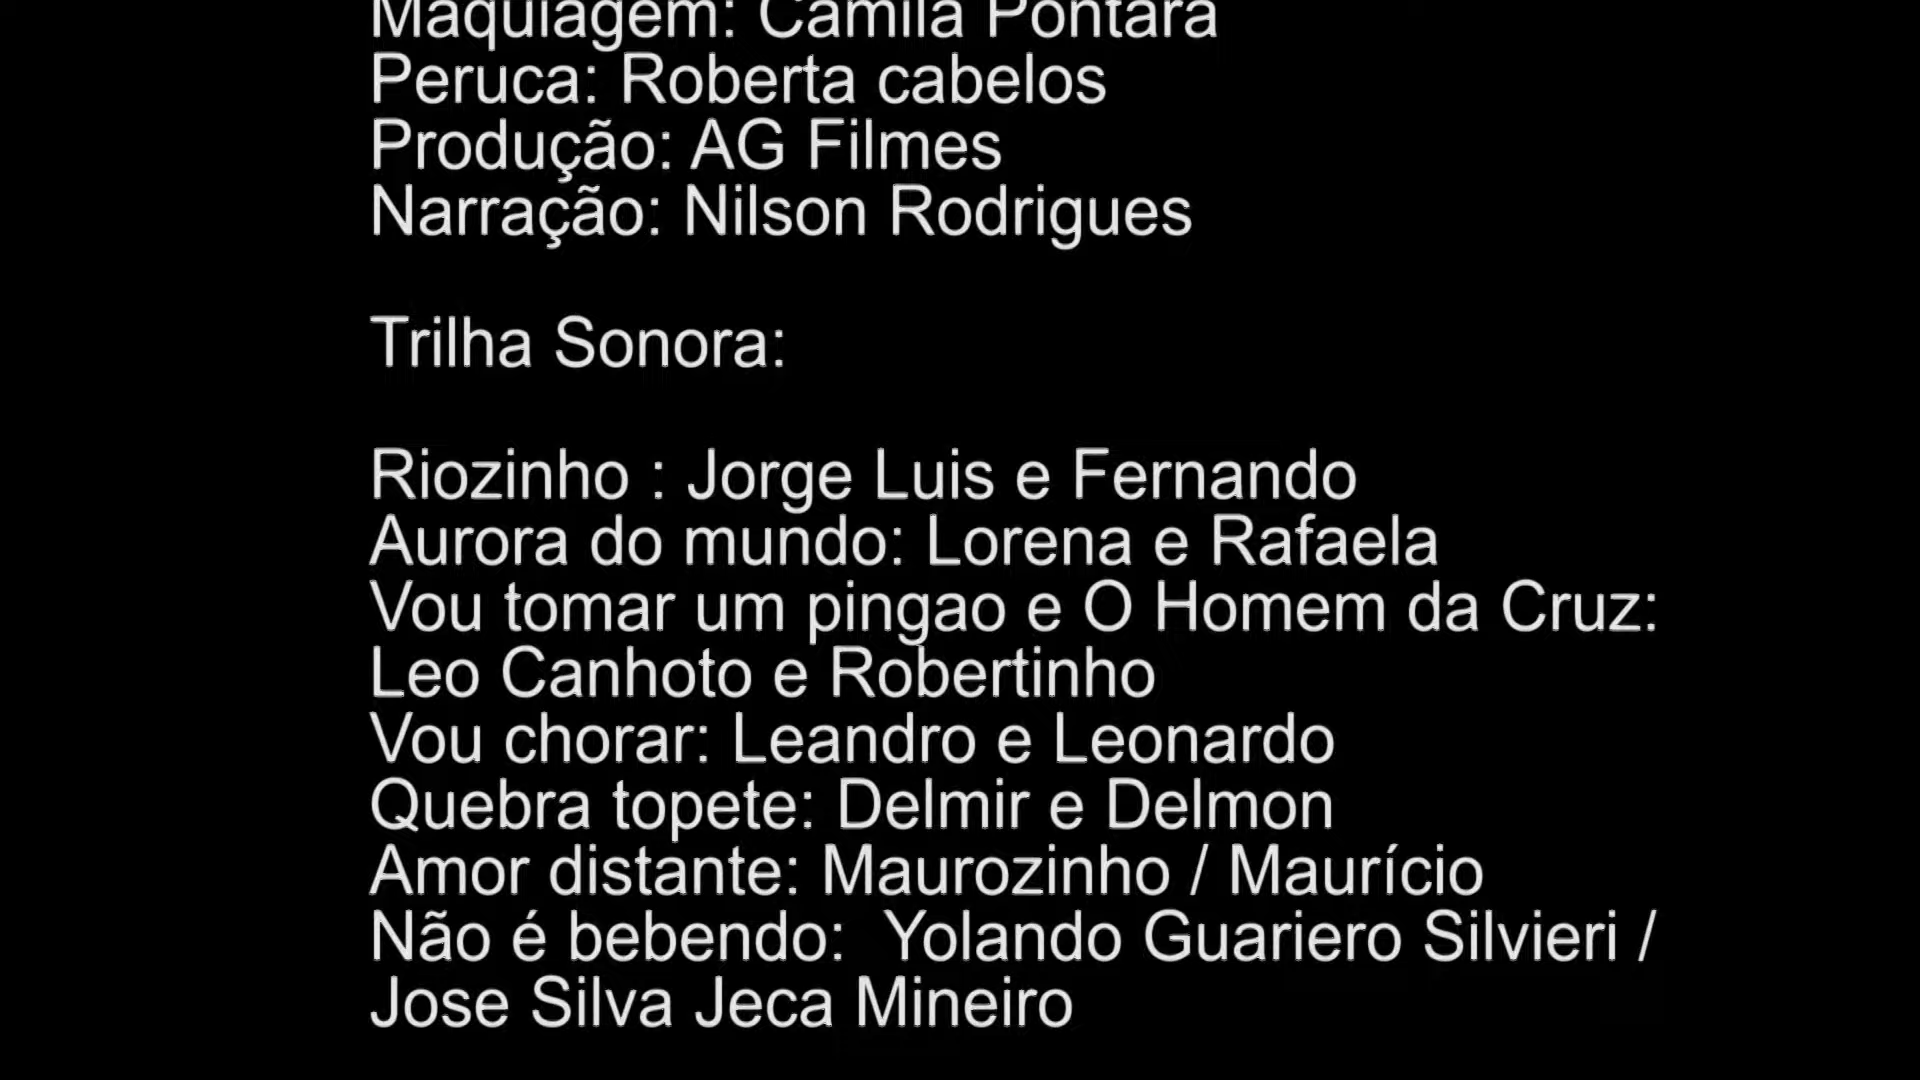 Maquiagem: Camila Pontara
Peruca: Roberta cabelos
Produção: AG Filmes
Narração: Nilson Rodrigues
Trilha Sonora:
Riozinho : Jorge Luis e Fernando
Aurora do mundo: Lorena e Rafaela
Vou tomar um pingao e O Homem da Cruz:
Leo Canhoto e Robertinho
Vou chorar: Leandro e Leonardo
Quebra topete: Delmir e Delmon
Amor distante: Maurozinho / Maurício
Não é bebendo:  Yolando Guariero Silvieri /
Jose Silva Jeca Mineiro